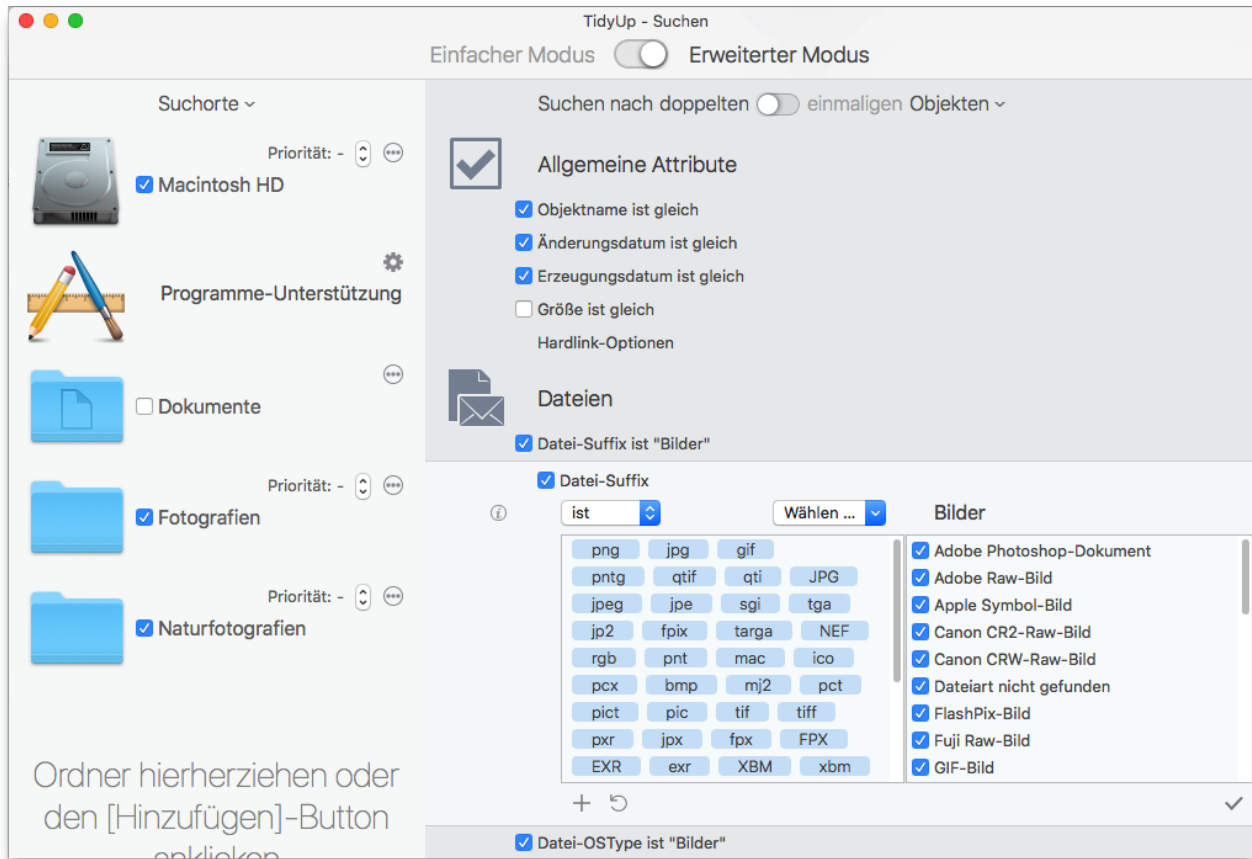 TidyUp - Suchen
Einfacher Modus Erweiterter Modus
Suchorte
Priorität: -
Macintosh HD
Programme-Unterstützung
Dokumente
Priorität: -
Fotografien
Priorität: -
Naturfotografien
Ordner hierherziehen oder
den [Hinzufügen]-Button
anklicken
Suchen nach doppelten einmaligen Objekten
Allgemeine Attribute
Objektname ist gleich
Änderungsdatum ist gleich
Erzeugungsdatum ist gleich
Größe ist gleich
Hardlink-Optionen
Dateien
Datei-Suffix ist "Bilder"
Datei-Suffix
ist Wählen ... Bilder
png jpg gif
pntg qtif qti JPG
jpeg jpe sgi tga
jp2 fpix targa NEF
rgb pnt mac ico
pcx bmp mj2 pct
pict pic tif tiff
pxr jpx fpx FPX
EXR exr XBM xbm
Adobe Photoshop-Dokument
Adobe Raw-Bild
Apple Symbol-Bild
Canon CR2-Raw-Bild
Canon CRW-Raw-Bild
Dateiart nicht gefunden
FlashPix-Bild
Fuji Raw-Bild
GIF-Bild
Datei-OSType ist "Bilder"